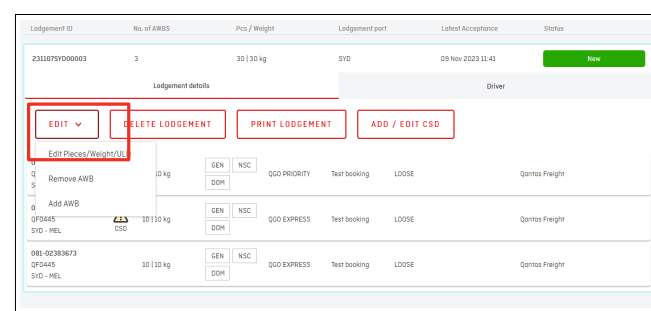 Lodgement ID No. of AWBS Pcs / Weight Lodgement port Latest Acceptance Status
231107SYD00003 3 30 | 30 kg SYD 09 Nov 2023 11:41 New
Lodgement details Driver
EDIT DELETE LODGEMENT PRINT LODGEMENT ADD / EDIT CSD
Edit Pieces/Weight/ULD
Remove AWB
Add AWB
10 kg GEN NSC DOM QGO PRIORITY Test booking LOOSE Qantas Freight
QF0445
SYD - MEL
CSD 10 | 10 kg GEN NSC DOM QGO EXPRESS Test booking LOOSE Qantas Freight
081-02383673
QF0445
SYD - MEL
10 | 10 kg GEN NSC DOM QGO EXPRESS Test booking LOOSE Qantas Freight